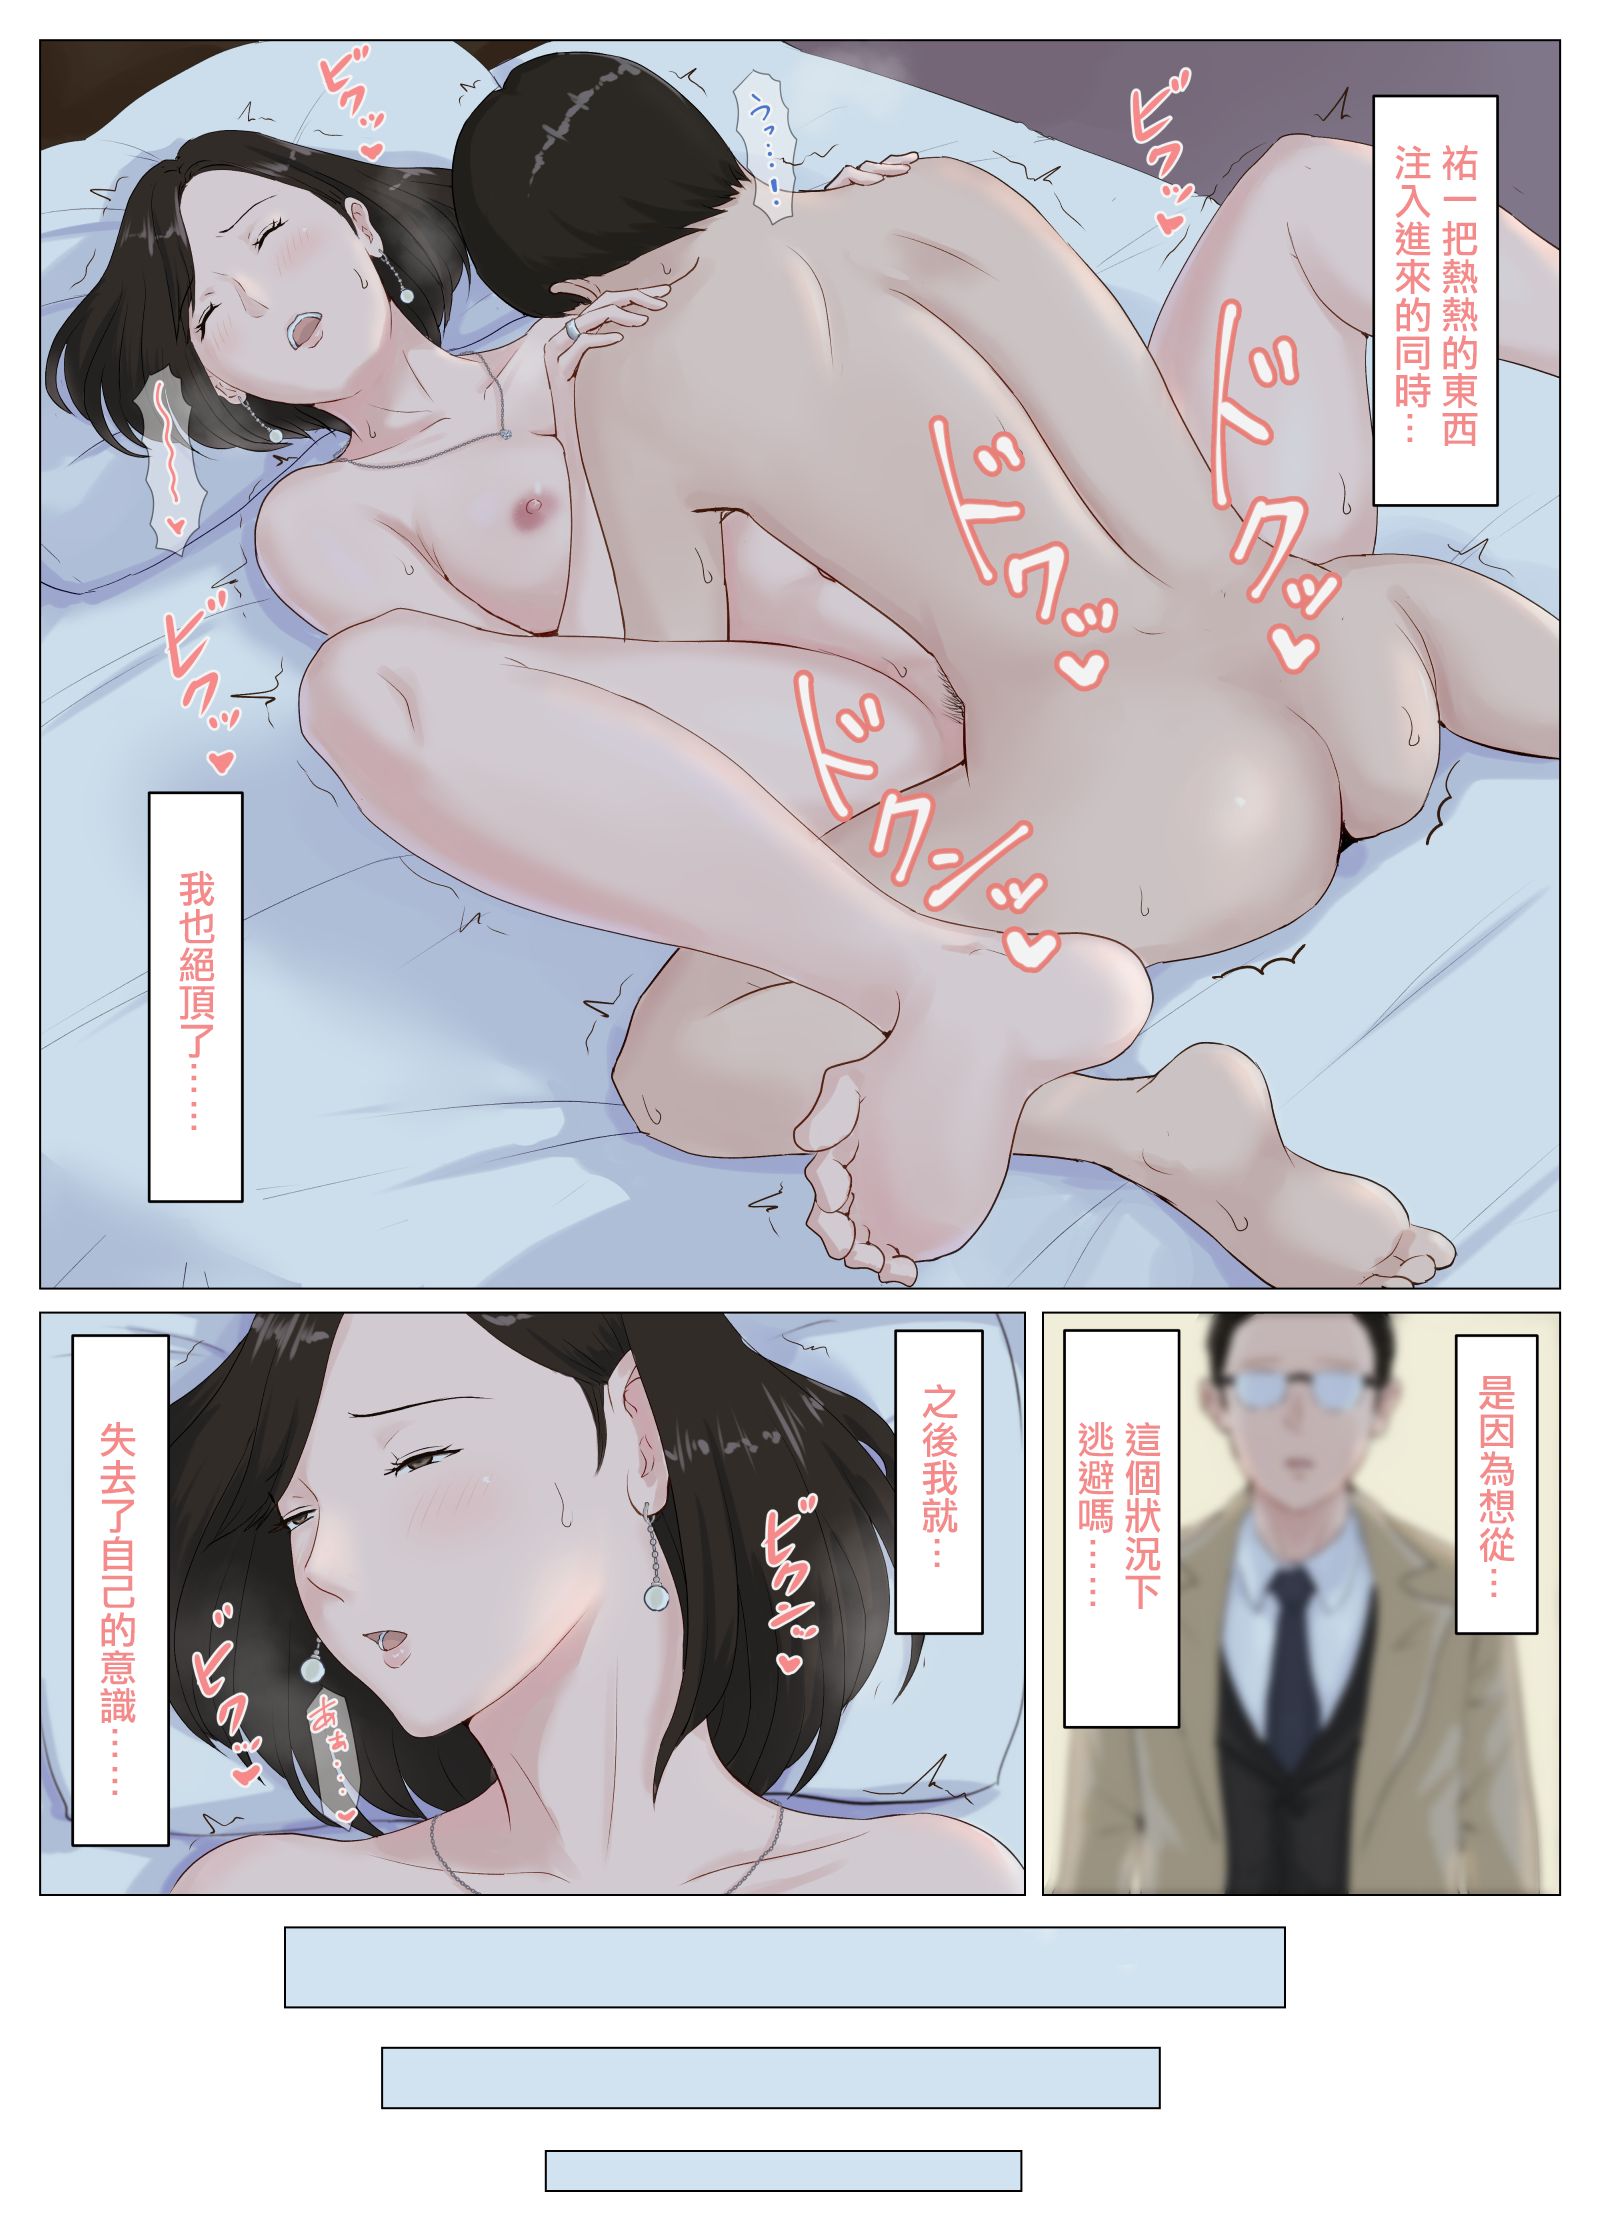 祐一把熱熱的東西
注入進來的同時…
ビクッ
うっ…！
ビクッ
ドクッ
ドクッ
ドクンッ
ビクッ
我也絕頂了……
是因為想從…
這個狀況下
逃避嗎……
之後我就…
ビクンッ
あぁ…
ビクッ
失去了自己的意識……